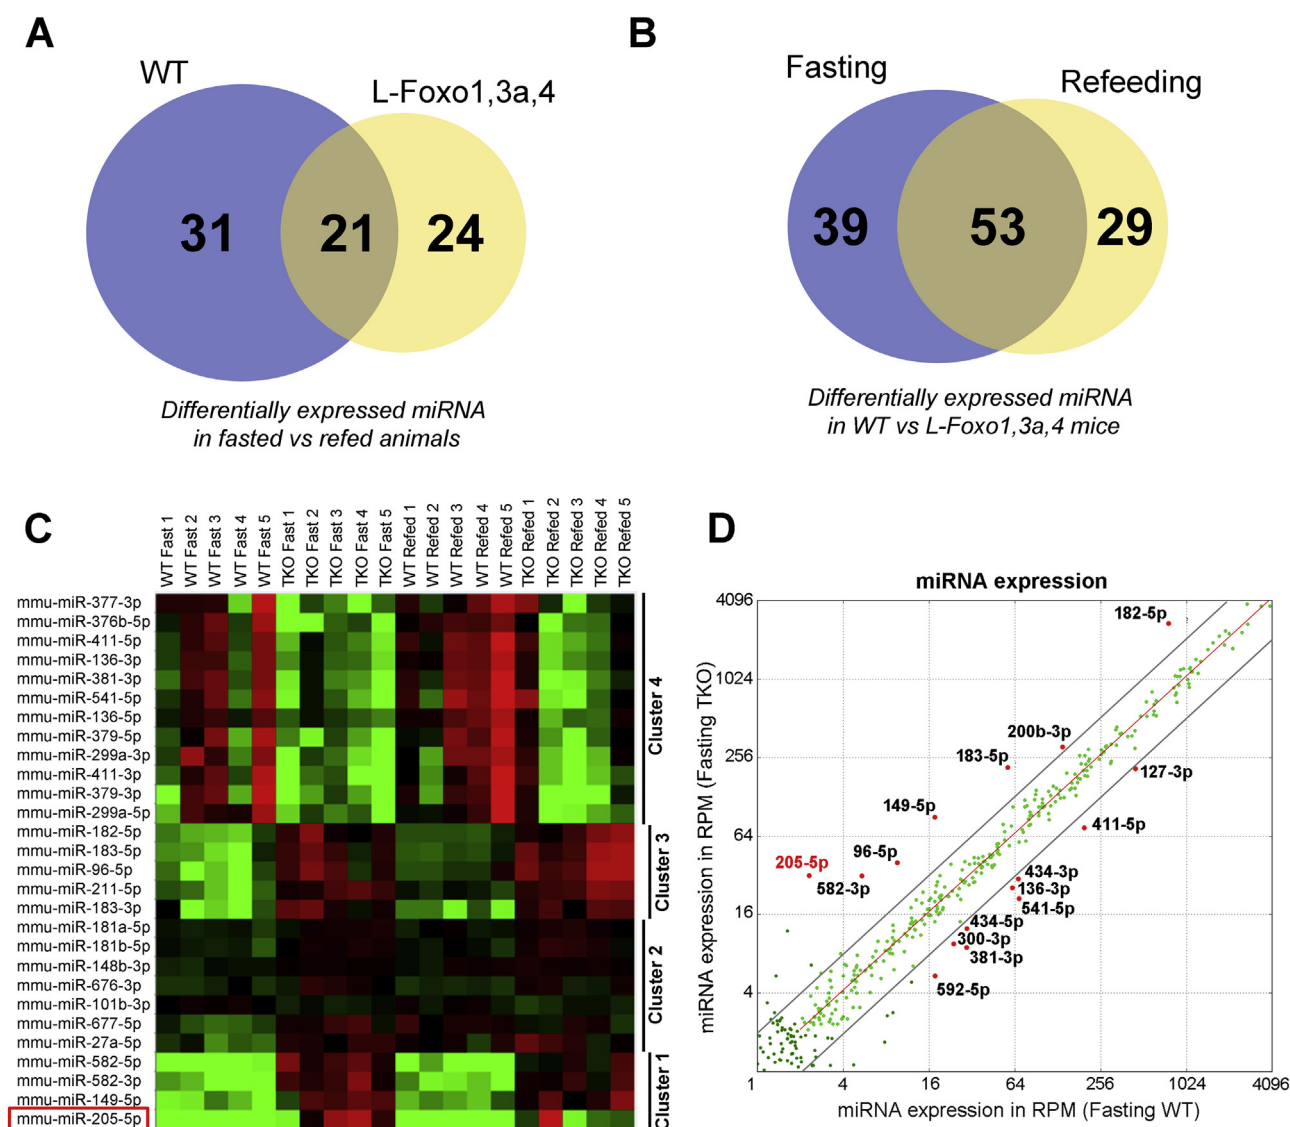 A
WT
L-Foxo1,3a,4
31
21
24
Differentially expressed miRNA
in fasted vs refed animals
B
Fasting
Refeeding
39
53
29
Differentially expressed miRNA
in WT vs L-Foxo1,3a,4 mice
C
WT Fast 1
WT Fast 2
WT Fast 3
WT Fast 4
WT Fast 5
TKO Fast 1
TKO Fast 2
TKO Fast 3
TKO Fast 4
TKO Fast 5
WT Refed 1
WT Refed 2
WT Refed 3
WT Refed 4
WT Refed 5
TKO Refed 1
TKO Refed 2
TKO Refed 3
TKO Refed 4
TKO Refed 5
mmu-miR-377-3p
mmu-miR-376b-5p
mmu-miR-411-5p
mmu-miR-136-3p
mmu-miR-381-3p
mmu-miR-541-5p
mmu-miR-136-5p
mmu-miR-379-5p
mmu-miR-299a-3p
mmu-miR-411-3p
mmu-miR-379-3p
mmu-miR-299a-5p
mmu-miR-182-5p
mmu-miR-183-5p
mmu-miR-96-5p
mmu-miR-211-5p
mmu-miR-183-3p
mmu-miR-181a-5p
mmu-miR-181b-5p
mmu-miR-148b-3p
mmu-miR-676-3p
mmu-miR-101b-3p
mmu-miR-677-5p
mmu-miR-27a-5p
mmu-miR-582-5p
mmu-miR-582-3p
mmu-miR-149-5p
mmu-miR-205-5p
Cluster 4
Cluster 3
Cluster 2
Cluster 1
D
miRNA expression
miRNA expression in RPM (Fasting TKO)
4096
1024
256
64
16
4
1
4
16
64
256
1024
4096
miRNA expression in RPM (Fasting WT)
182-5p
200b-3p
183-5p
127-3p
149-5p
411-5p
96-5p
205-5p
582-3p
434-3p
136-3p
541-5p
434-5p
300-3p
381-3p
592-5p